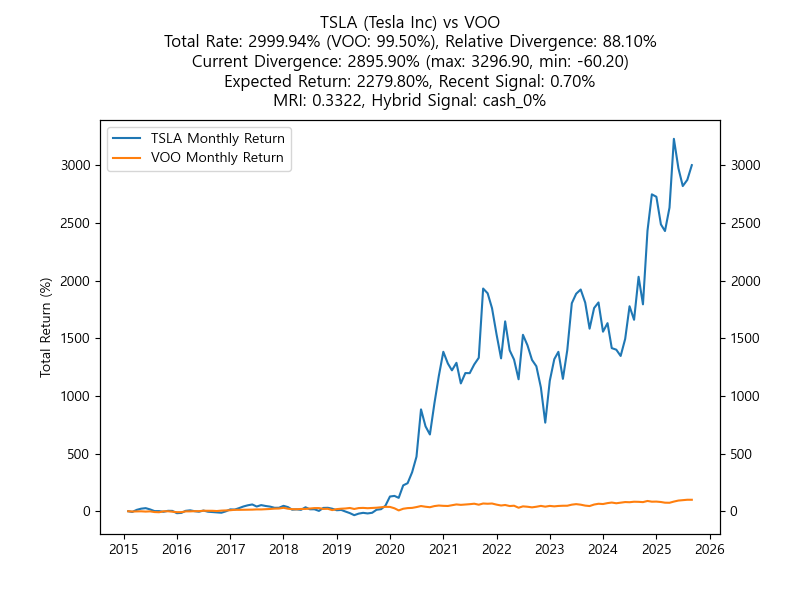 TSLA (Tesla Inc) vs VOO
Total Rate: 2999.94% (VOO: 99.50%), Relative Divergence: 88.10%
Current Divergence: 2895.90% (max: 3296.90, min: -60.20)
Expected Return: 2279.80%, Recent Signal: 0.70%
MRI: 0.3322, Hybrid Signal: cash_0%
TSLA Monthly Return
VOO Monthly Return
Total Return (%)
3000
2500
2000
1500
1000
500
0
3000
2500
2000
1500
1000
500
0
2015 2016 2017 2018 2019 2020 2021 2022 2023 2024 2025 2026